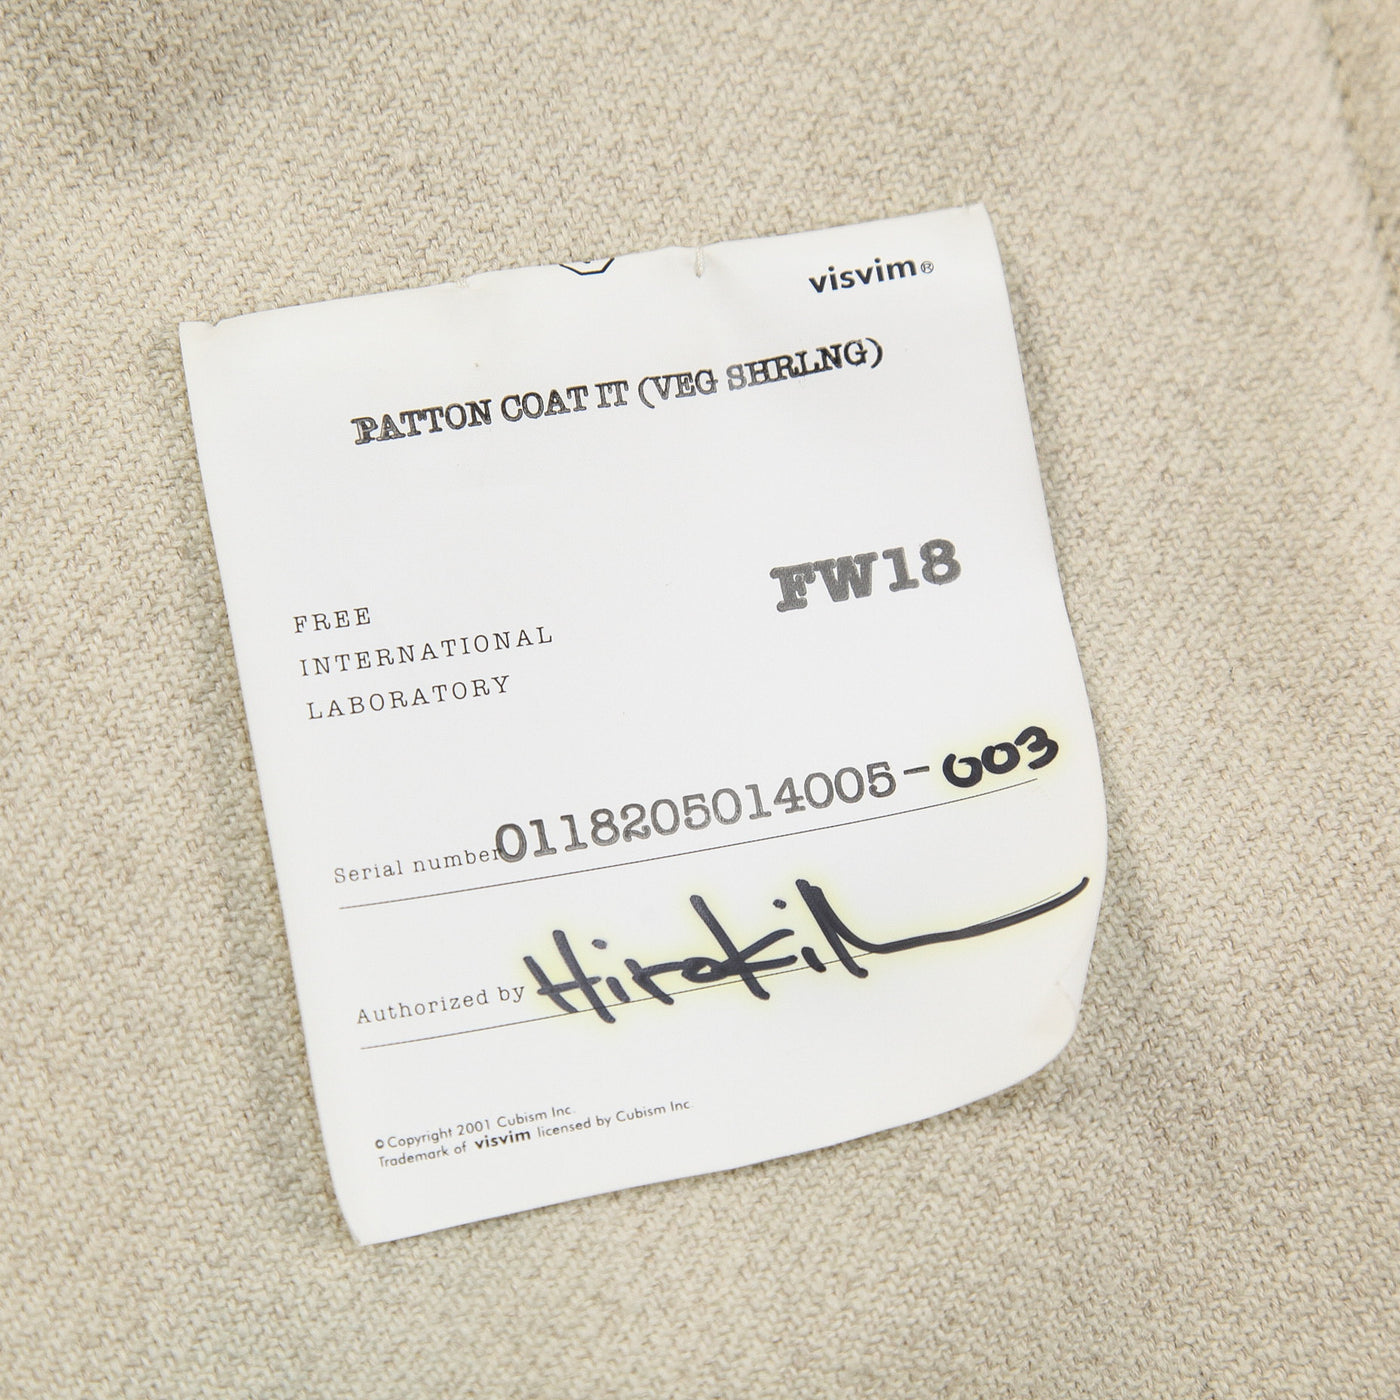 visvim®
PATTON COAT IT (VEG SHRLNG)
FW18
FREE
INTERNATIONAL
LABORATORY
Serial number 0118205014005-003
Authorized by Hiroki
©Copyright 2001 Cubism Inc.
Trademark of visvim licensed by Cubism Inc.